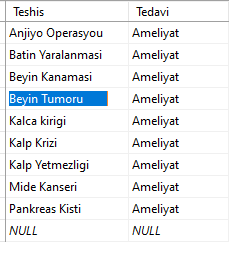 Teshis Tedavi
Anjiyo Operasyou Ameliyat
Batin Yaralanmasi Ameliyat
Beyin Kanamasi Ameliyat
Beyin Tumoru Ameliyat
Kalca kirigi Ameliyat
Kalp Krizi Ameliyat
Kalp Yetmezligi Ameliyat
Mide Kanseri Ameliyat
Pankreas Kisti Ameliyat
NULL NULL